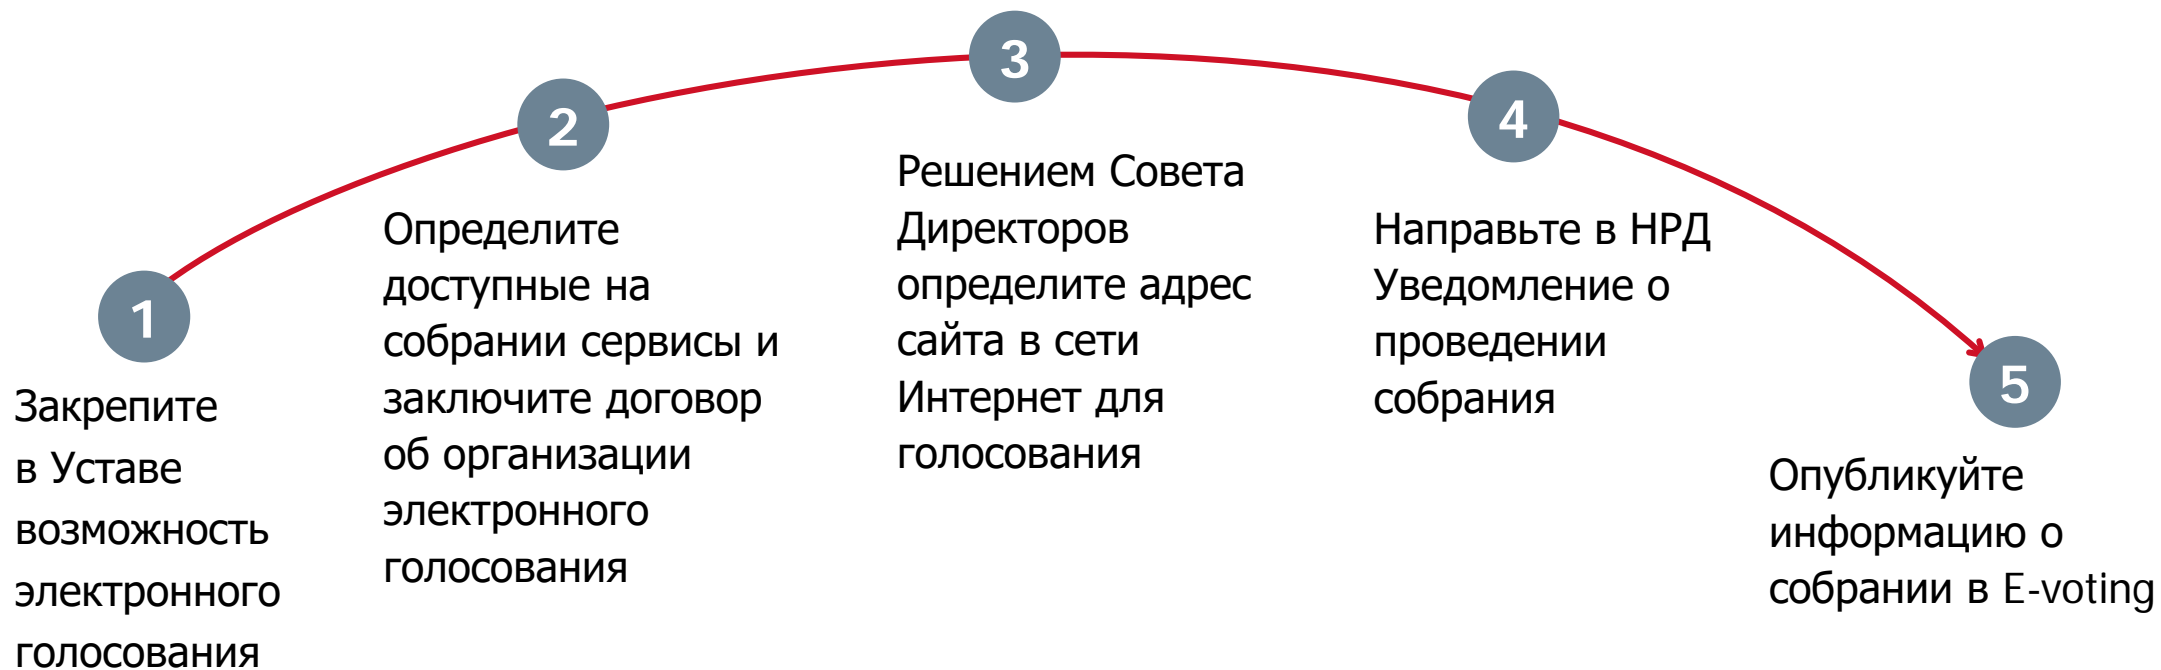 1
Закрепите
в Уставе
возможность
электронного
голосования
2
Определите
доступные на
собрании сервисы и
заключите договор
об организации
электронного
голосования
3
Решением Совета
Директоров
определите адрес
сайта в сети
Интернет для
голосования
4
Направьте в НРД
Уведомление о
проведении
собрания
5
Опубликуйте
информацию о
собрании в E-voting